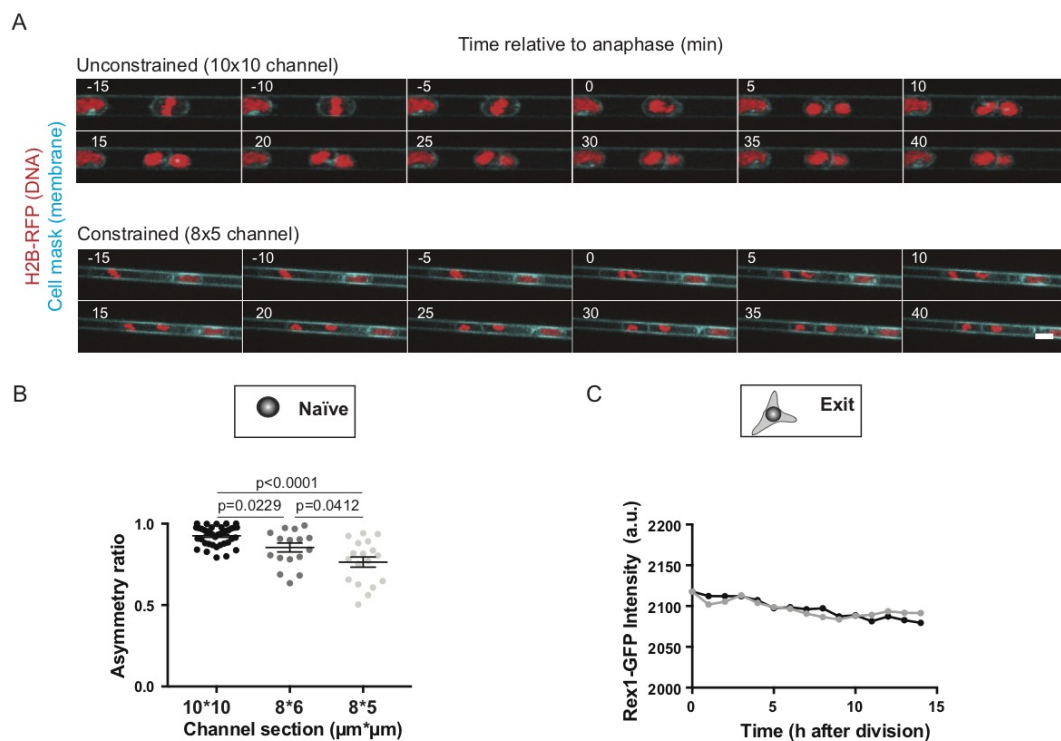 A
Time relative to anaphase (min)
Unconstrained (10x10 channel)
-15 -10 -5 0 5 10
15 20 25 30 35 40
H2B-RFP (DNA)
Cell mask (membrane)
Constrained (8x5 channel)
-15 -10 -5 0 5 10
15 20 25 30 35 40
B
Naïve
p<0.0001
p=0.0229 p=0.0412
Asymmetry ratio
1.0
0.5
0.0
10*10 8*6 8*5
Channel section (µm*µm)
C
Exit
Rex1-GFP Intensity (a.u.)
2200
2150
2100
2050
2000
0 5 10 15
Time (h after division)